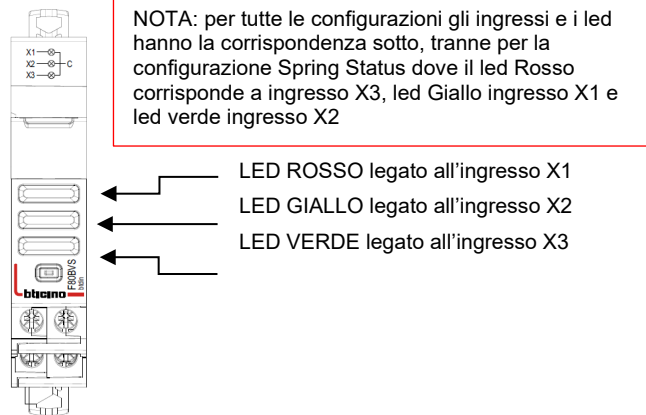 NOTA: per tutte le configurazioni gli ingressi e i led
hanno la corrispondenza sotto, tranne per la
configurazione Spring Status dove il led Rosso
corrisponde a ingresso X3, led Giallo ingresso X1 e
led verde ingresso X2
X1
X2
C
X3
LED ROSSO legato all'ingresso X1
LED GIALLO legato all'ingresso X2
LED VERDE legato all'ingresso X3
F80BVS
bticino